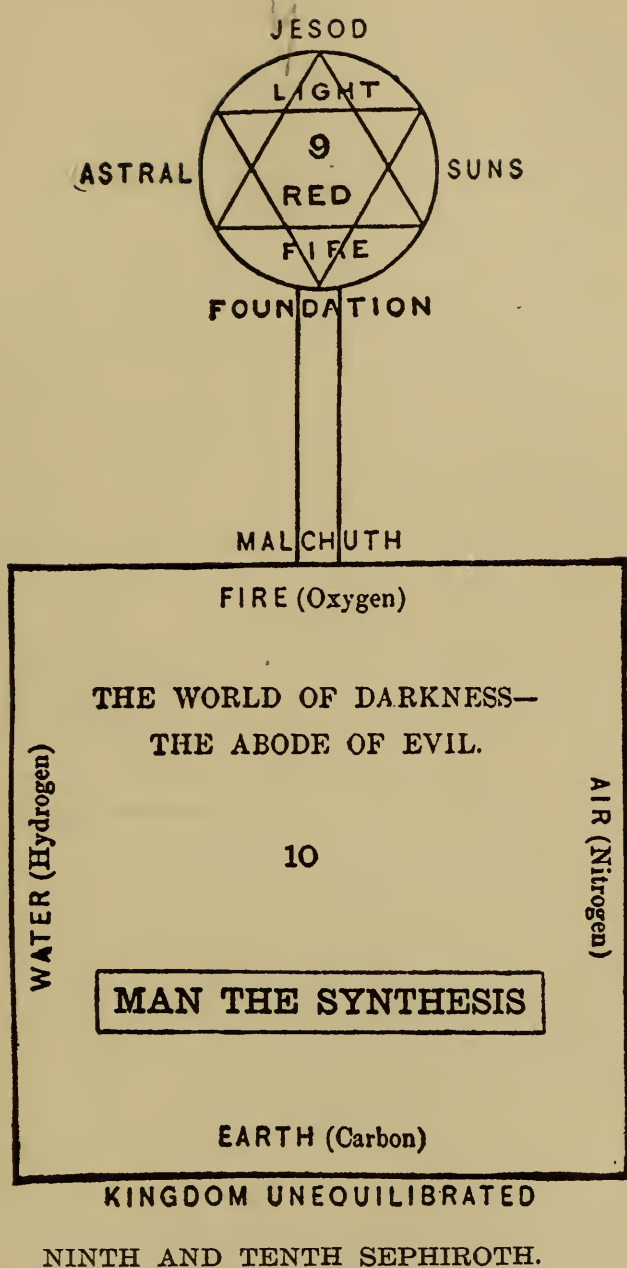 JESOD
LIGHT
9
ASTRAL
SUNS
RED
FIRE
FOUNDATION
MALCHUTH
FIRE (Oxygen)
THE WORLD OF DARKNESS—
THE ABODE OF EVIL.
WATER (Hydrogen)
AIR (Nitrogen)
10
MAN THE SYNTHESIS
EARTH (Carbon)
KINGDOM UNEQUILIBRATED
NINTH AND TENTH SEPHIROTH.